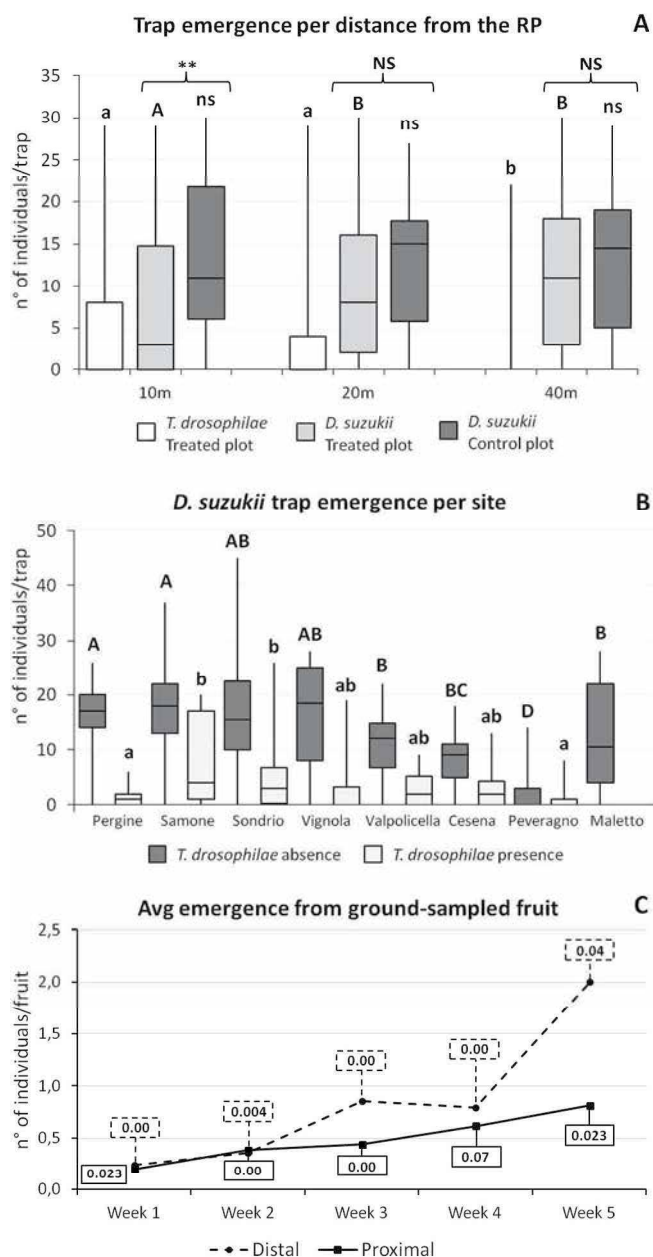 Trap emergence per distance from the RP
A
**
NS
NS
a
A
ns
a
B
ns
b
B
ns
35
30
25
20
15
10
5
0
n° of individuals/trap
10m
20m
40m
T. drosophilae Treated plot
D. suzukii Treated plot
D. suzukii Control plot
D. suzukii trap emergence per site
B
50
40
30
20
10
0
n° of individuals/trap
A
a
A
b
AB
b
AB
ab
B
ab
BC
ab
D
a
B
Pergine
Samone
Sondrio
Vignola
Valpolicella
Cesena
Peveragno
Maletto
T. drosophilae absence
T. drosophilae presence
Avg emergence from ground-sampled fruit
C
2,5
2,0
1,5
1,0
0,5
0,0
n° of individuals/fruit
0.00
0.004
0.00
0.00
0.04
0.023
0.00
0.00
0.07
0.023
Week 1
Week 2
Week 3
Week 4
Week 5
Distal
Proximal